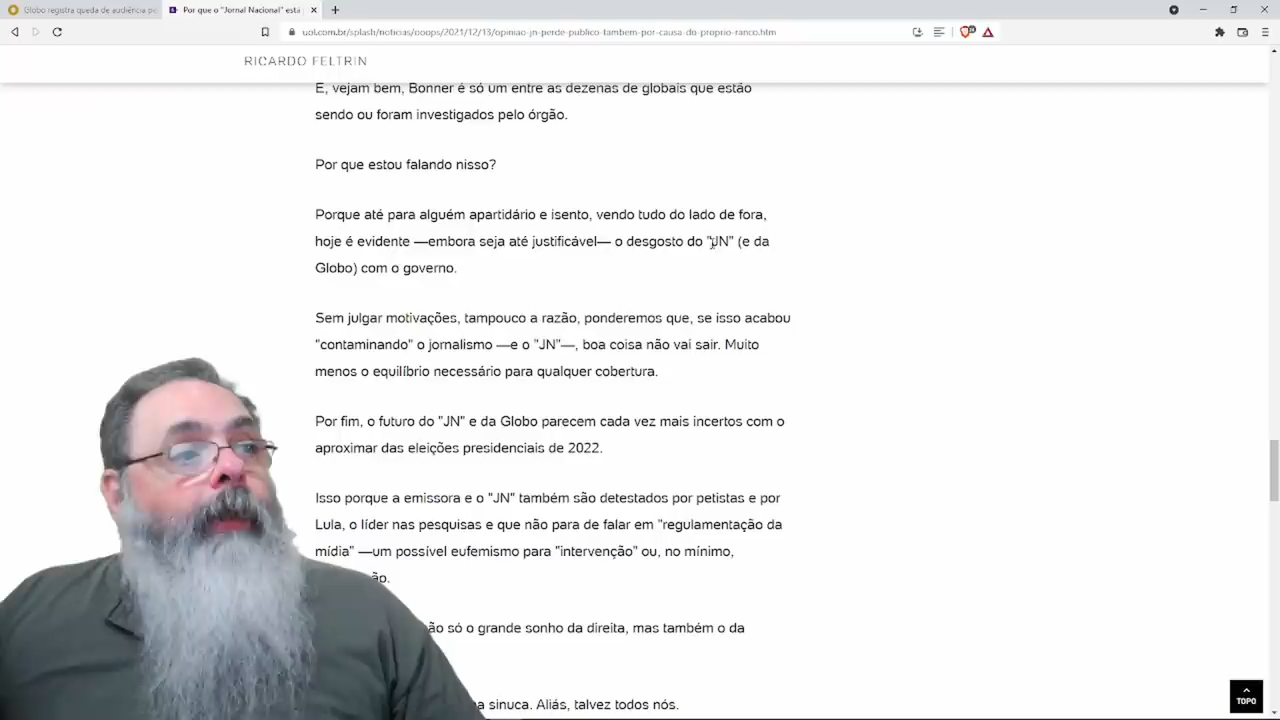 Globo registra queda de audiência pe
Por que o "Jornal Nacional" está
uol.com.br/splash/noticias/ooops/2021/12/13/opiniao-jn-perde-publico-tambem-por-causa-do-proprio-ranco.htm
RICARDO FELTRIN
E, vejam bem, Bonner é só um entre as dezenas de globais que estão
sendo ou foram investigados pelo órgão.
Por que estou falando nisso?
Porque até para alguém apartidário e isento, vendo tudo do lado de fora,
hoje é evidente —embora seja até justificável— o desgosto do "JN" (e da
Globo) com o governo.
Sem julgar motivações, tampouco a razão, ponderemos que, se isso acabou
"contaminando" o jornalismo —e o "JN"—, boa coisa não vai sair. Muito
menos o equilíbrio necessário para qualquer cobertura.
Por fim, o futuro do "JN" e da Globo parecem cada vez mais incertos com o
aproximar das eleições presidenciais de 2022.
Isso porque a emissora e o "JN" também são detestados por petistas e por
Lula, o líder nas pesquisas e que não para de falar em "regulamentação da
mídia" —um possível eufemismo para "intervenção" ou, no mínimo,
ão.
ão só o grande sonho da direita, mas também o da
a sinuca. Aliás, talvez todos nós.
TOPO